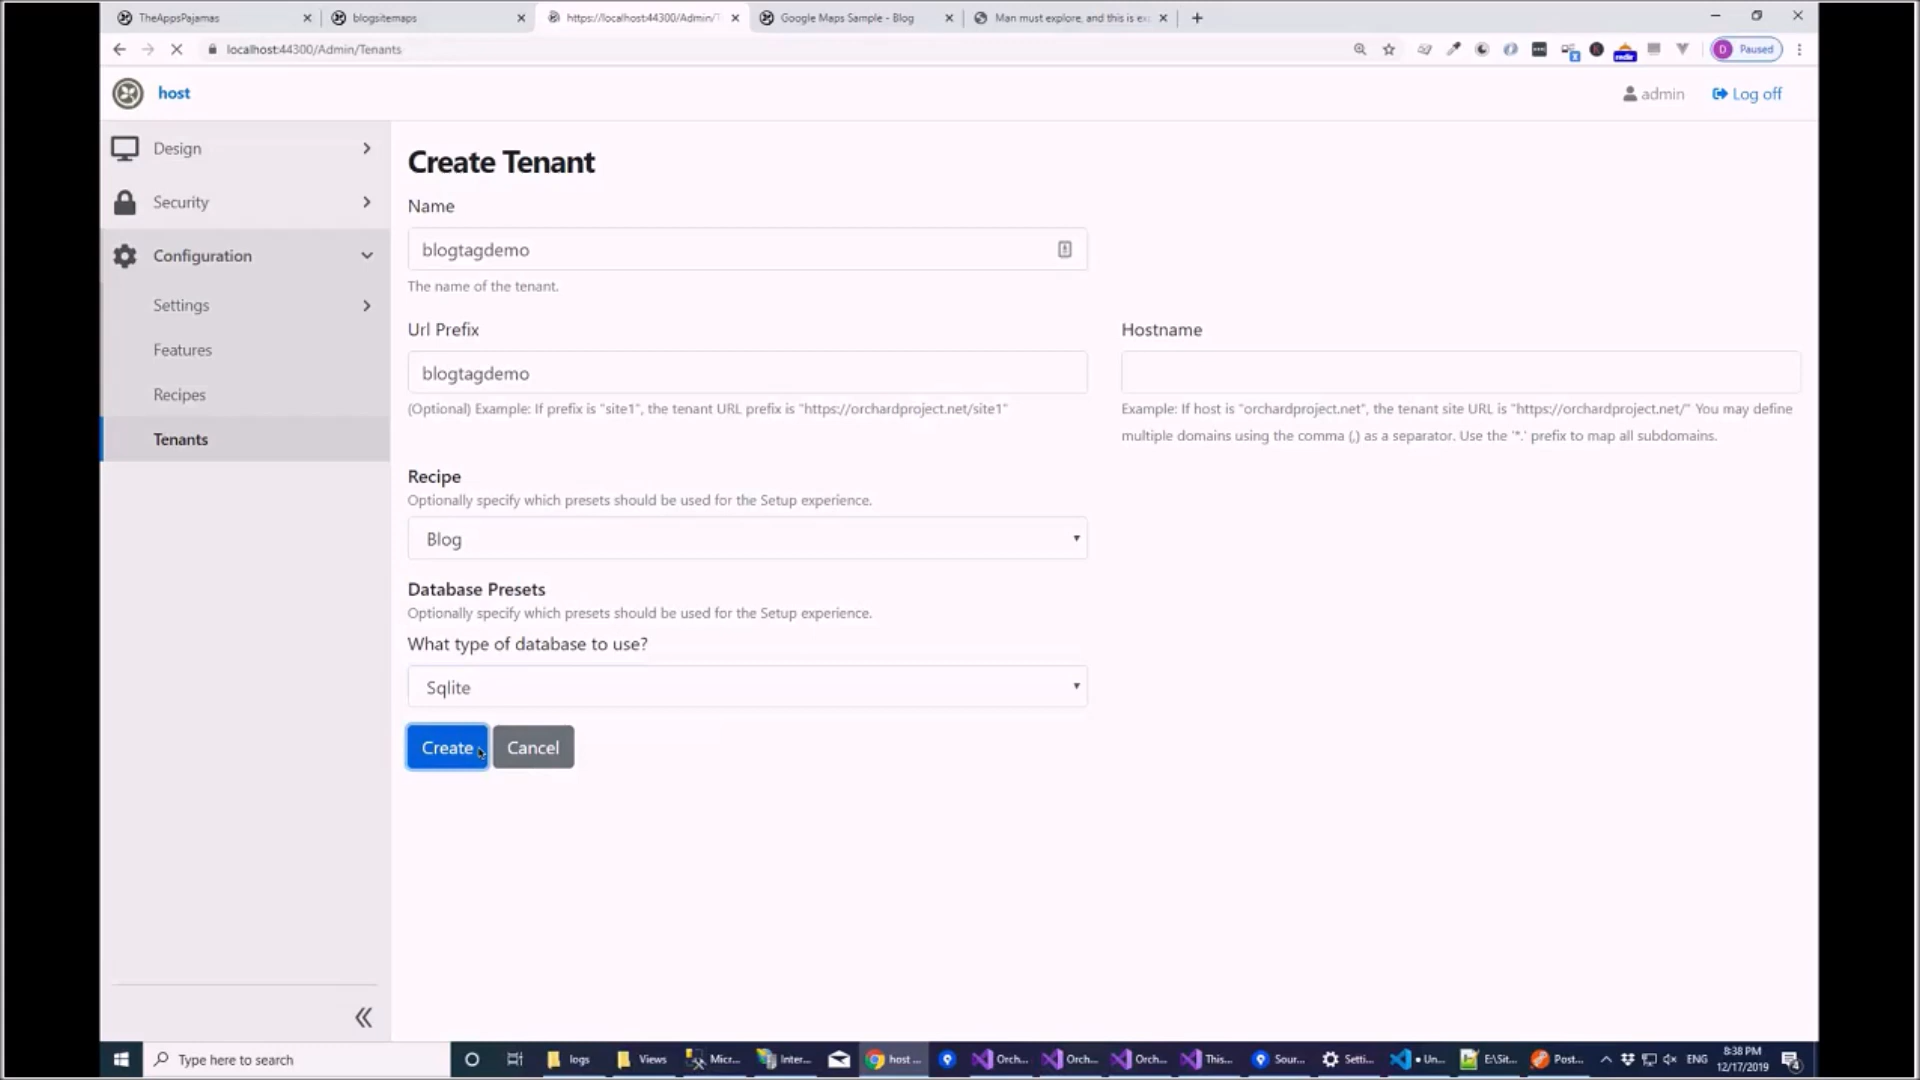 TheAppsPajamas
blogsitemaps
https://localhost:44300/Admin/T
Google Maps Sample - Blog
Man must explore, and this is ex
localhost:44300/Admin/Tenants
redir
D
Paused
host
admin
Log off
Design
Security
Configuration
Settings
Features
Recipes
Tenants
Create Tenant
Name
blogtagdemo
The name of the tenant.
Url Prefix
blogtagdemo
(Optional) Example: If prefix is "site1", the tenant URL prefix is "https://orchardproject.net/site1"
Hostname
Example: If host is "orchardproject.net", the tenant site URL is "https://orchardproject.net/" You may define
multiple domains using the comma (,) as a separator. Use the '*.' prefix to map all subdomains.
Recipe
Optionally specify which presets should be used for the Setup experience.
Blog
Database Presets
Optionally specify which presets should be used for the Setup experience.
What type of database to use?
Sqlite
Create
Cancel
Type here to search
logs
Views
Micr...
Inter...
host ...
Orch...
Orch...
Orch...
This...
Sour...
Setti...
• Un...
E:\Sit...
Post...
ENG
8:38 PM
12/17/2019
4